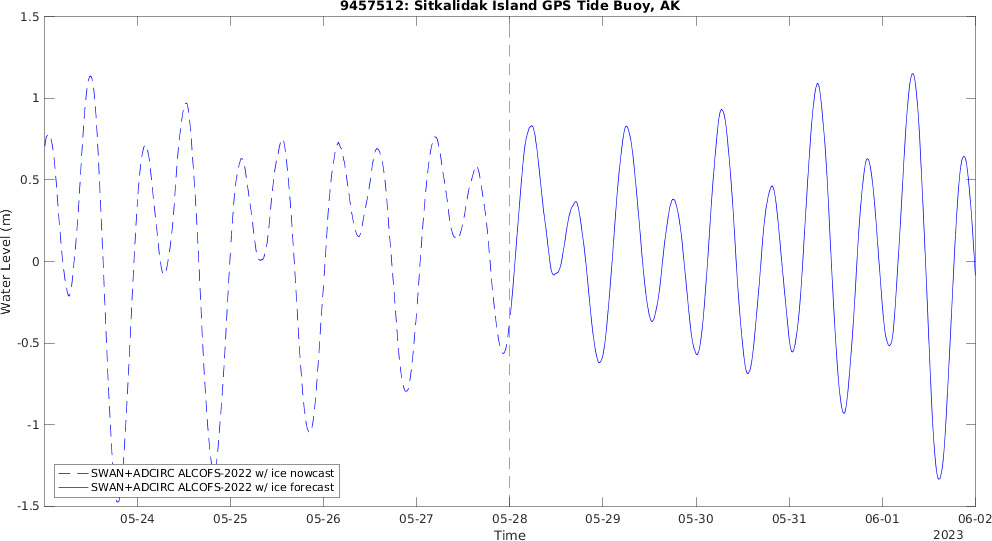 9457512: Sitkalidak Island GPS Tide Buoy, AK
1.5
1
0.5
0
-0.5
-1
-1.5
Water Level (m)
SWAN+ADCIRC ALCOFS-2022 w/ ice nowcast
SWAN+ADCIRC ALCOFS-2022 w/ ice forecast
05-24 05-25 05-26 05-27 05-28 05-29 05-30 05-31 06-01 06-02
Time
2023